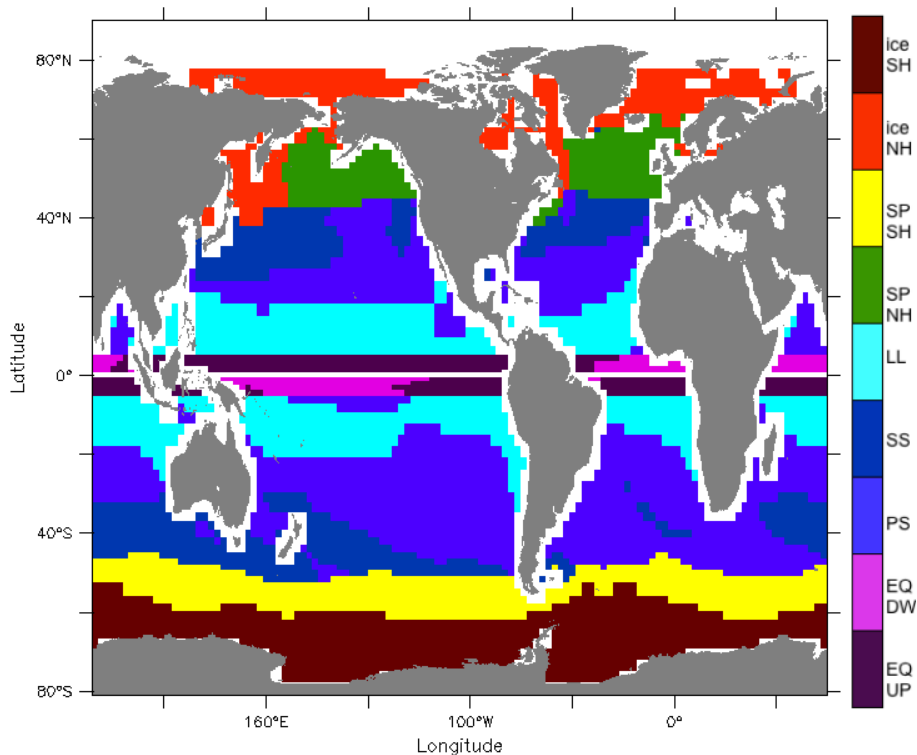 80°N
40°N
0°
40°S
80°S
Latitude
160°E
100°W
0°
Longitude
ice
SH
ice
NH
SP
SH
SP
NH
LL
SS
PS
EQ
DW
EQ
UP